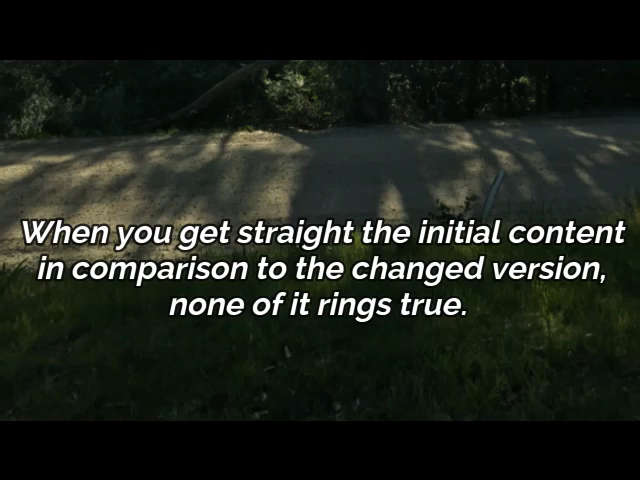 When you get straight the initial content
in comparison to the changed version,
none of it rings true.